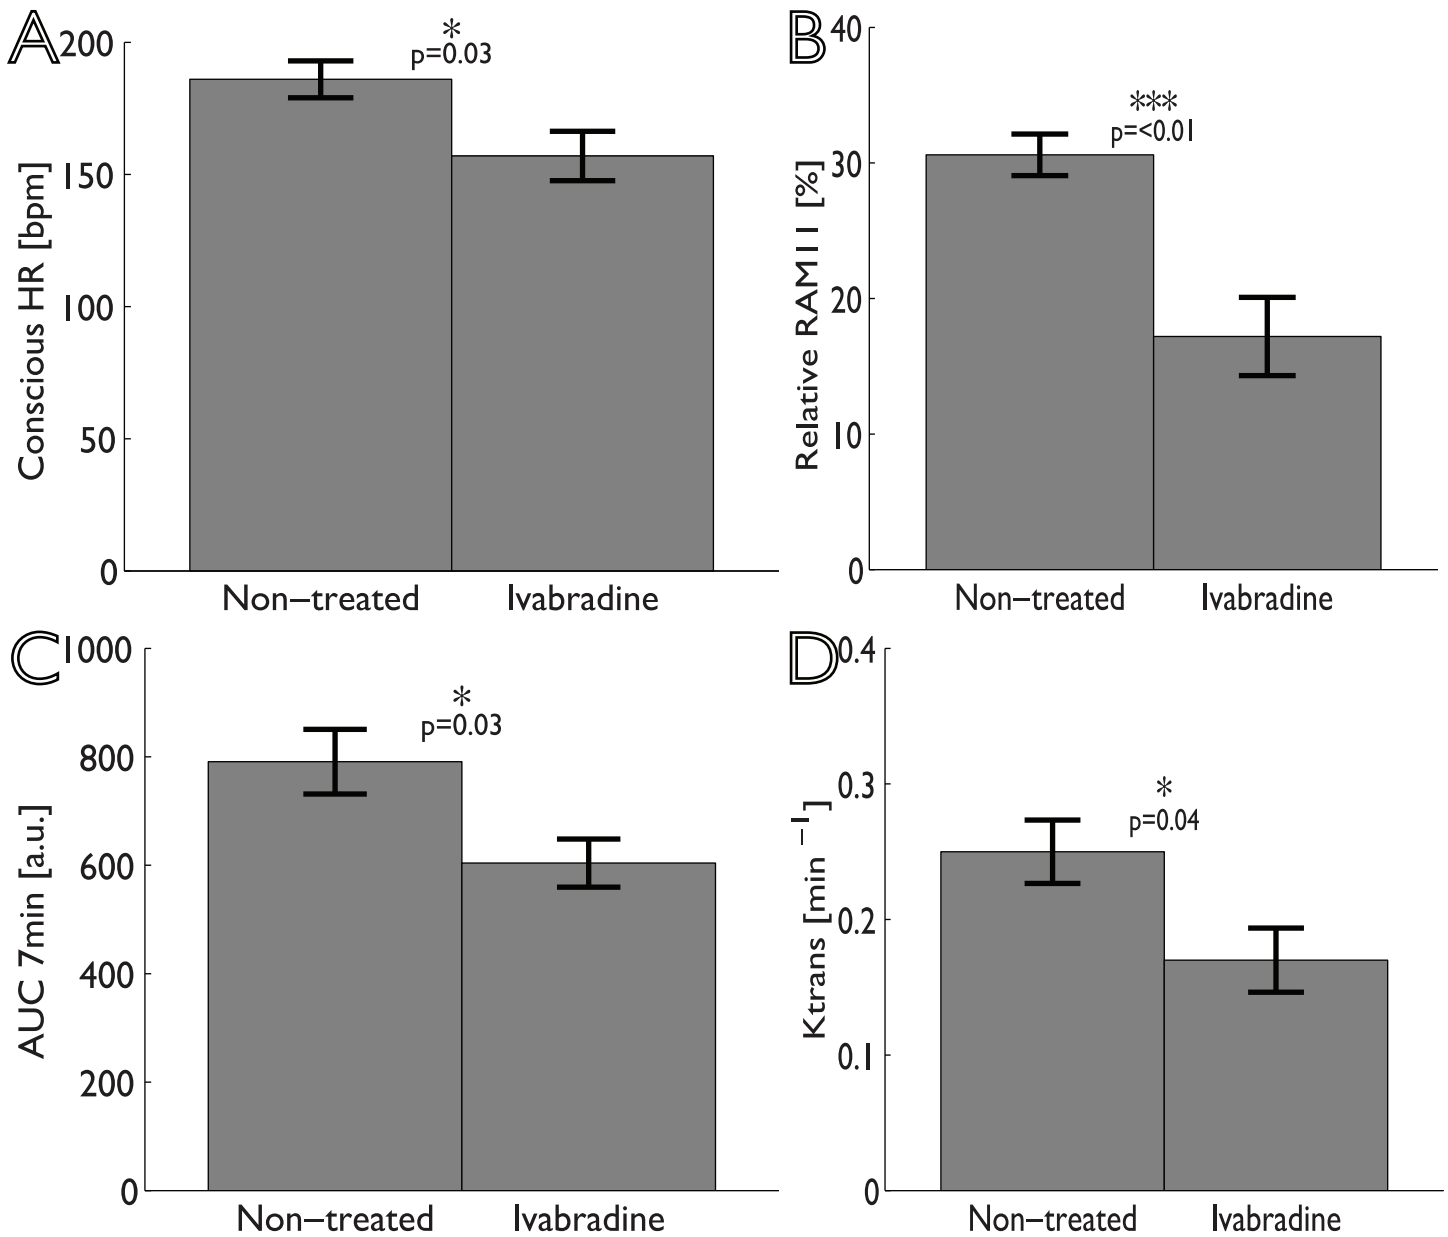 A
200
150
100
50
0
Conscious HR [bpm]
*
p=0.03
Non−treated
Ivabradine
B
40
30
20
10
0
Relative RAM11 [%]
***
p=<0.01
Non−treated
Ivabradine
C
1000
800
600
400
200
0
AUC 7min [a.u.]
*
p=0.03
Non−treated
Ivabradine
D
0.4
0.3
0.2
0.1
0
Ktrans [min⁻¹]
*
p=0.04
Non−treated
Ivabradine